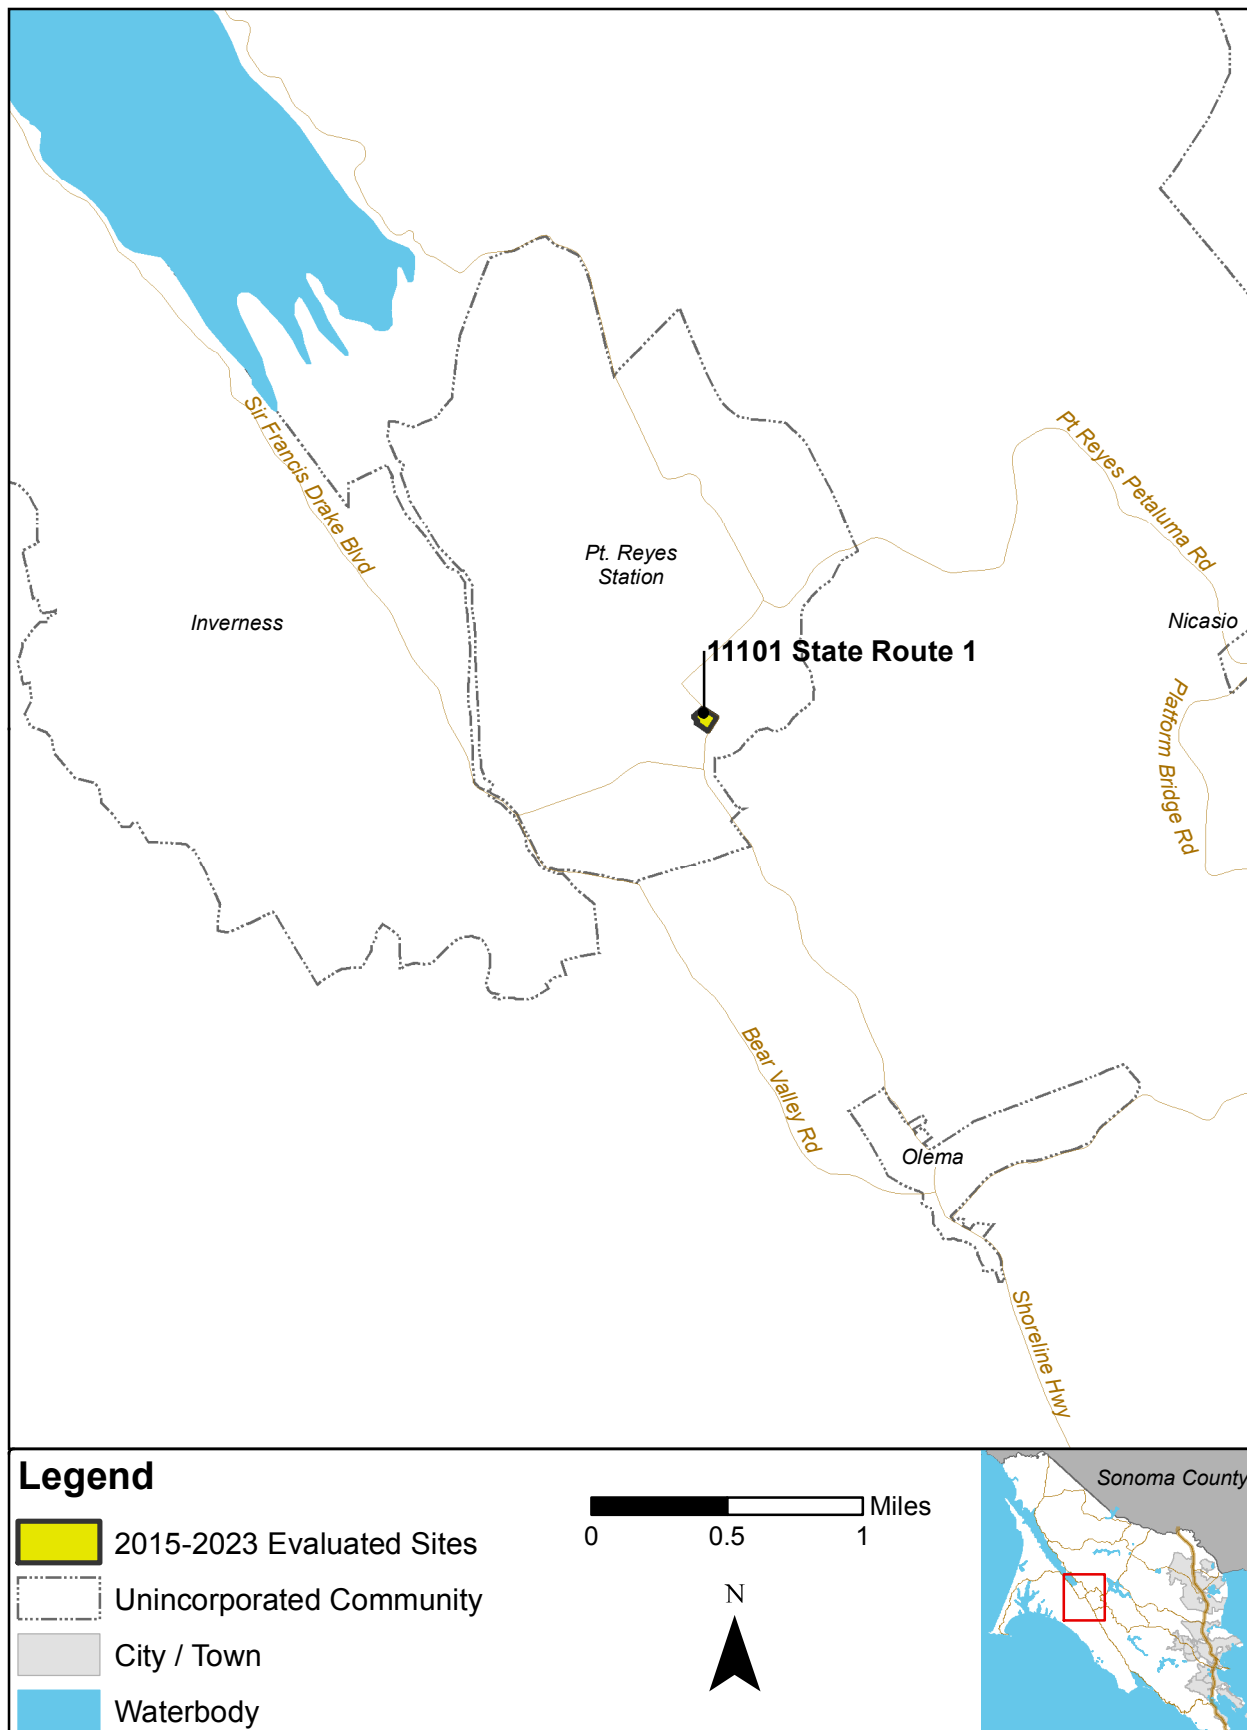 Sir Francis Drake Blvd
Pt Reyes Petaluma Rd
Pt. Reyes
Station
Inverness
Nicasio
11101 State Route 1
Platform Bridge Rd
Bear Valley Rd
Olema
Shoreline Hwy
Legend
2015-2023 Evaluated Sites
Unincorporated Community
City / Town
Waterbody
Miles
0 0.5 1
N
Sonoma County